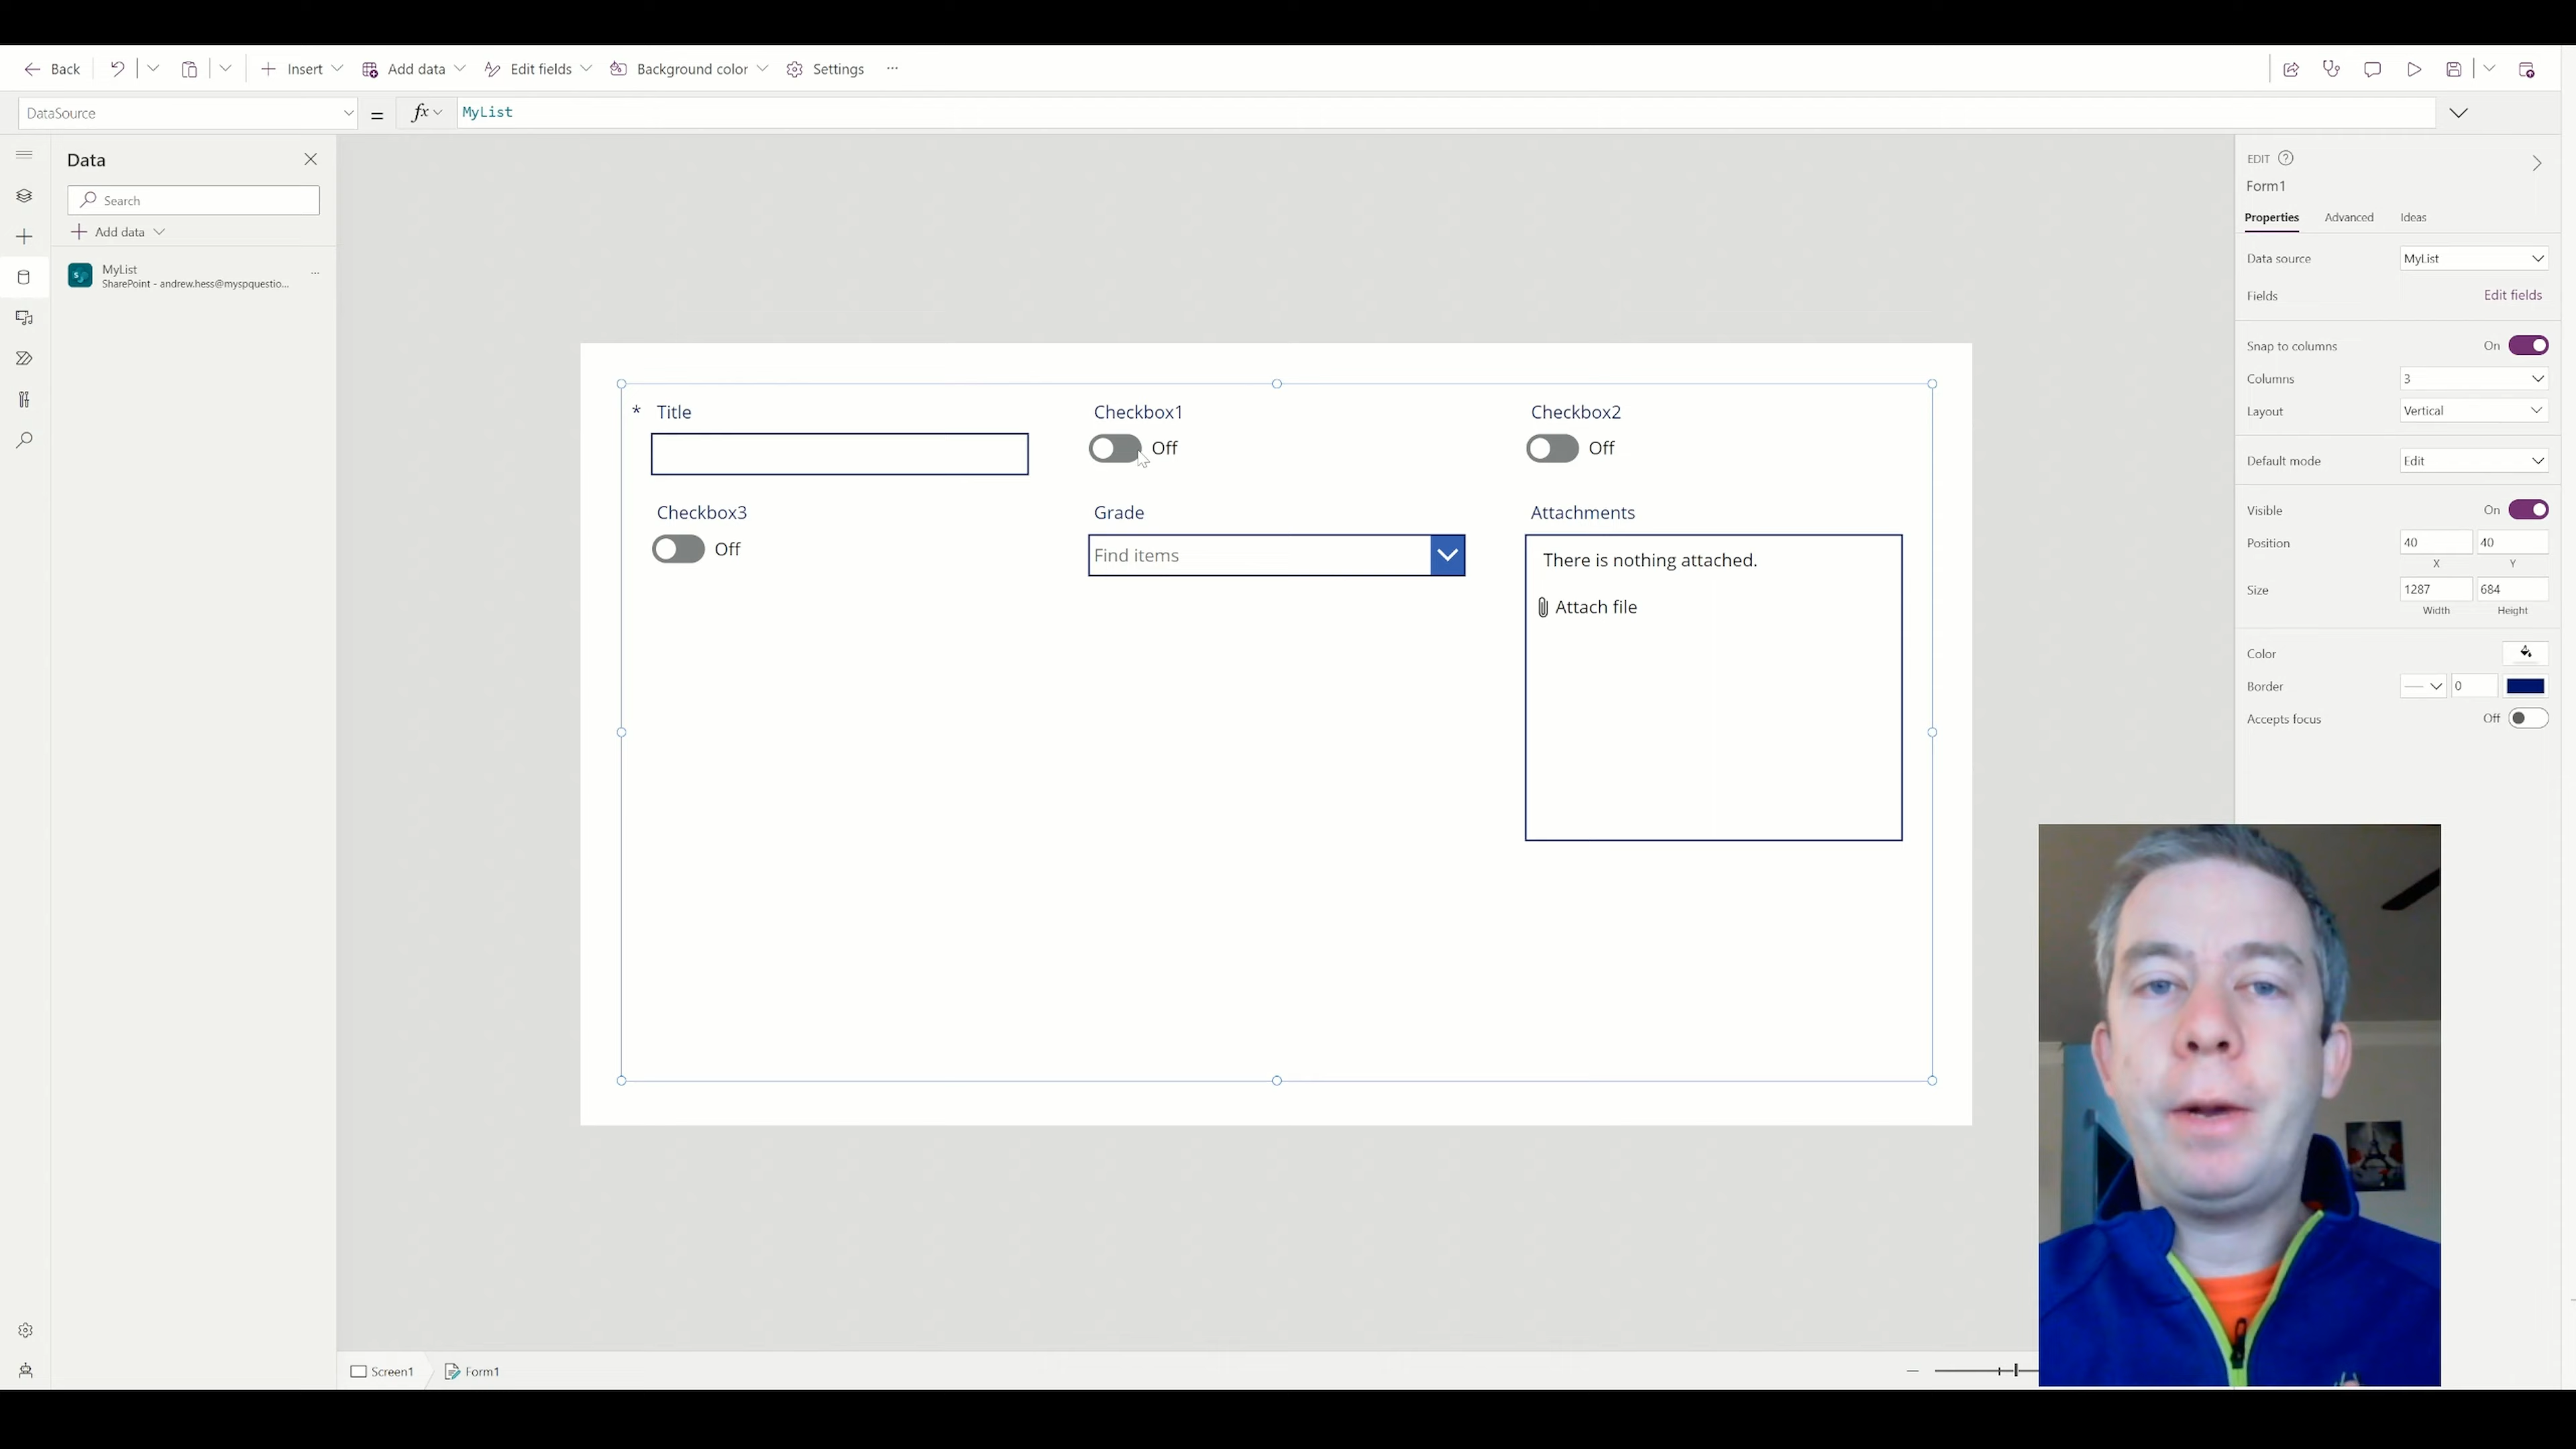 Back
Insert
Add data
Edit fields
Background color
Settings
DataSource
=
fx
MyList
Data
Search
Add data
MyList
SharePoint - andrew.hess@myspquestio...
* Title
Checkbox1
Off
Checkbox2
Off
Checkbox3
Off
Grade
Find items
Attachments
There is nothing attached.
Attach file
EDIT
Form1
Properties Advanced Ideas
Data source MyList
Fields Edit fields
Snap to columns On
Columns 3
Layout Vertical
Default mode Edit
Visible On
Position 40 40
X Y
Size 1287 684
Width Height
Color
Border 0
Accepts focus Off
Screen1
Form1